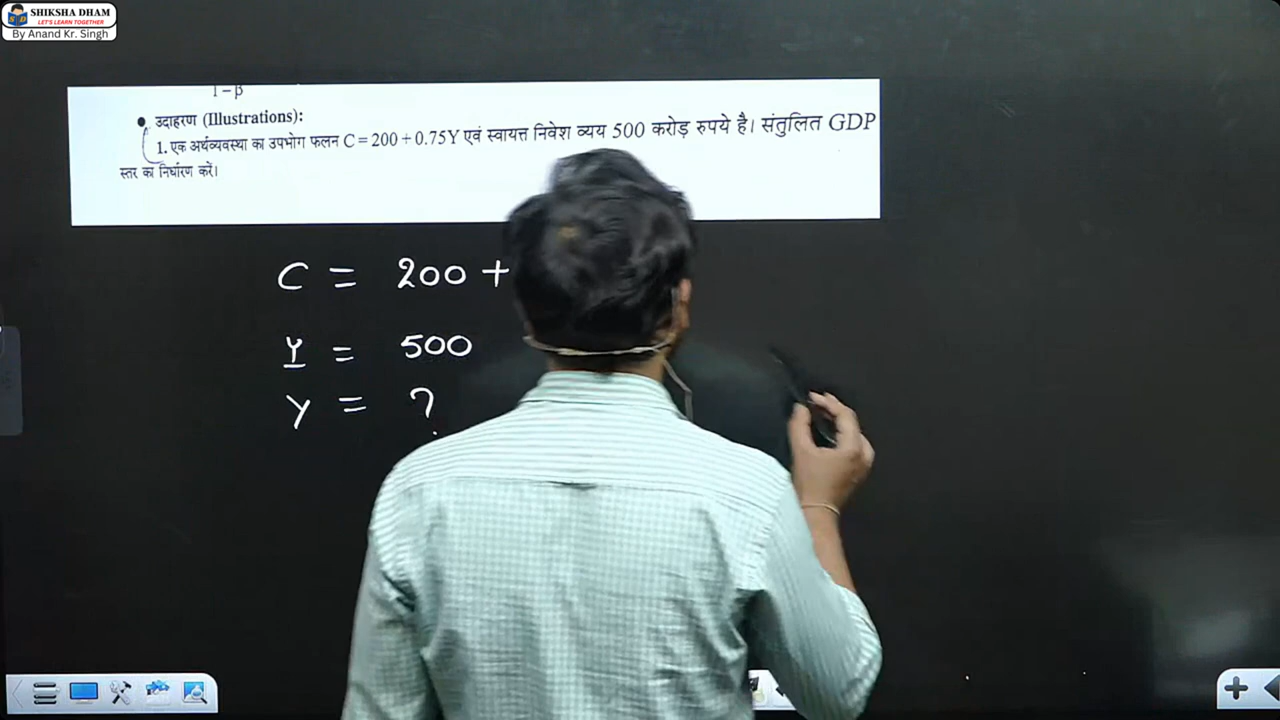 SHIKSHA DHAM
LET'S LEARN TOGETHER
By Anand Kr. Singh
1 – β
उदाहरण (Illustrations):
1. एक अर्थव्यवस्था का उपभोग फलन C = 200 + 0.75Y एवं स्वायत्त निवेश व्यय 500 करोड़ रुपये है। संतुलित GDP
स्तर का निर्धारण करें।
C = 200 +
Y = 500
Y = ?